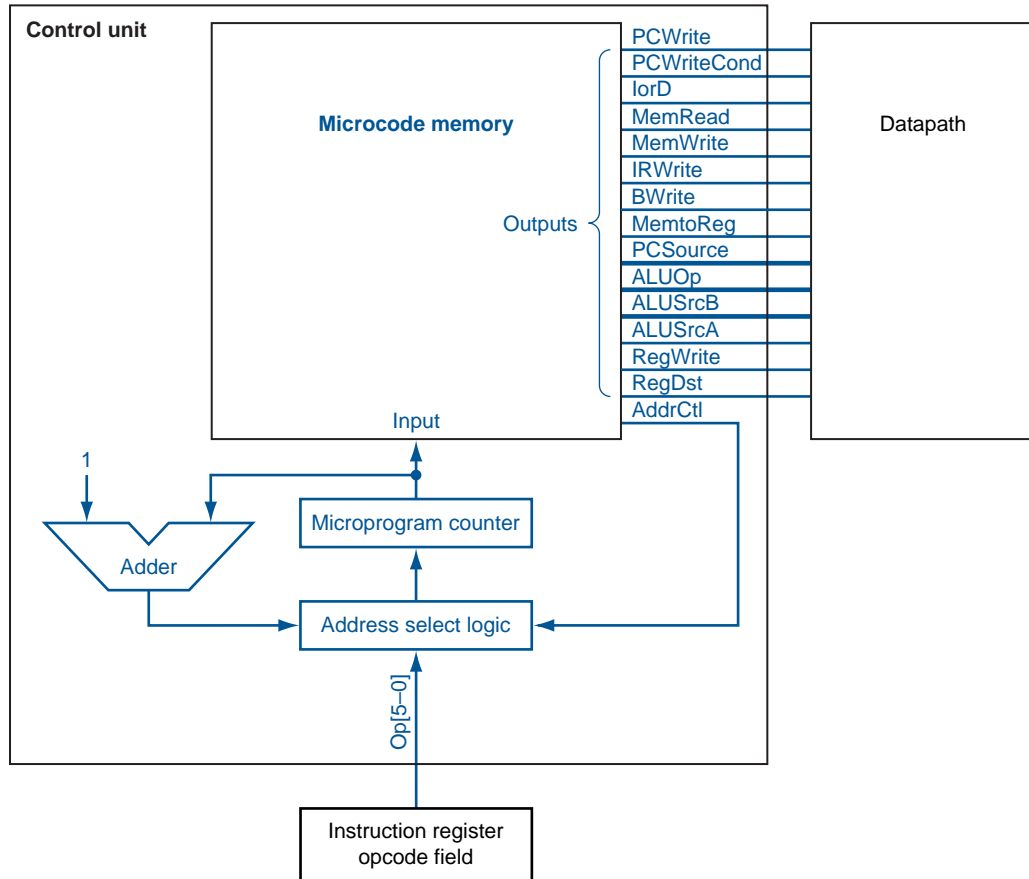 Control unit
Microcode memory
Outputs
PCWrite
PCWriteCond
IorD
MemRead
MemWrite
IRWrite
BWrite
MemtoReg
PCSource
ALUOp
ALUSrcB
ALUSrcA
RegWrite
RegDst
AddrCtl
Datapath
Input
1
Microprogram counter
Adder
Address select logic
Op[5–0]
Instruction register
opcode field